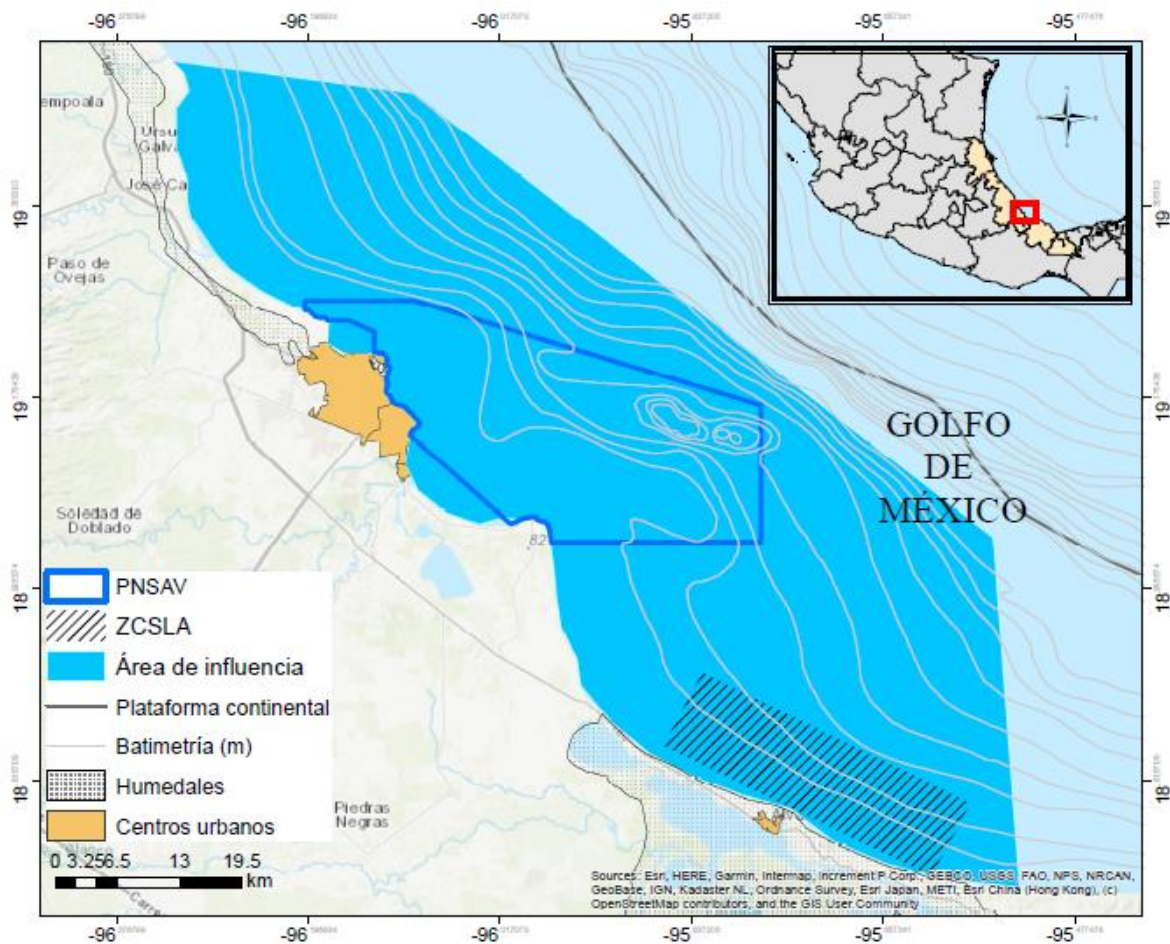 -96 -96 -96 -95 -95 -95
19
19
18
18
empoala
Ursu
Galva
José Ca
Paso de
Ovejas
Soledad de
Doblado
82
Piedras
Negras
GOLFO
DE
MÉXICO
PNSAV
ZCSLA
Área de influencia
Plataforma continental
Batimetría (m)
Humedales
Centros urbanos
0 3.256.5 13 19.5
km
Sources: Esri, HERE, Garmin, Intermap, increment P Corp., GEBCO, USGS, FAO, NPS, NRCAN,
GeoBase, IGN, Kadaster NL, Ordnance Survey, Esri Japan, METI, Esri China (Hong Kong), (c)
OpenStreetMap contributors, and the GIS User Community
19
19
18
18
-96 -96 -96 -95 -95 -95